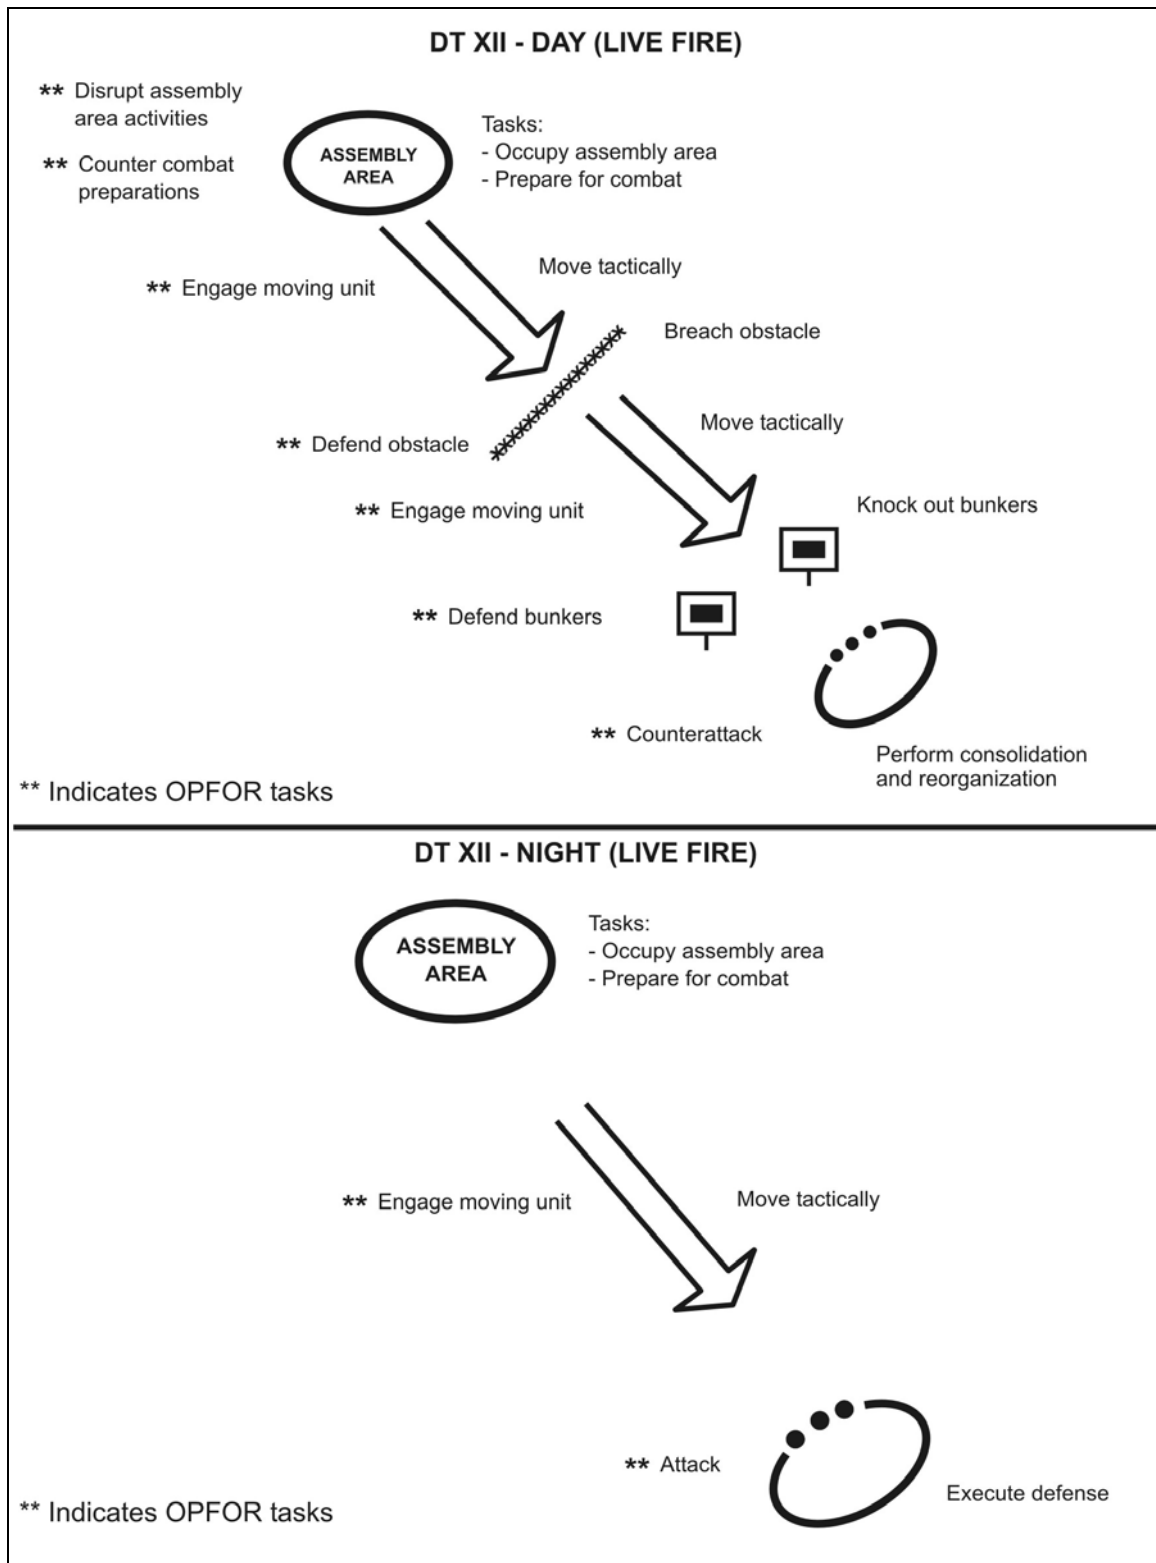 DT XII - DAY (LIVE FIRE)
** Disrupt assembly
area activities
** Counter combat
preparations
ASSEMBLY
AREA
Tasks:
- Occupy assembly area
- Prepare for combat
** Engage moving unit
Move tactically
Breach obstacle
** Defend obstacle
Move tactically
** Engage moving unit
Knock out bunkers
** Defend bunkers
** Counterattack
Perform consolidation
and reorganization
** Indicates OPFOR tasks
DT XII - NIGHT (LIVE FIRE)
ASSEMBLY
AREA
Tasks:
- Occupy assembly area
- Prepare for combat
** Engage moving unit
Move tactically
** Attack
Execute defense
** Indicates OPFOR tasks